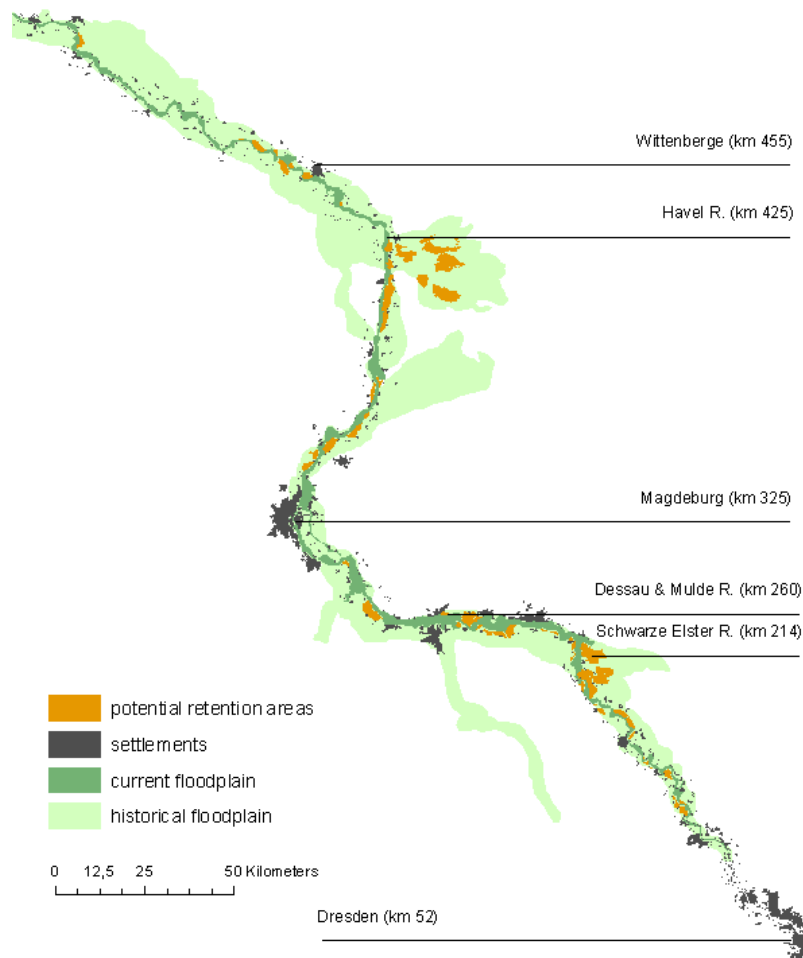 Wittenberge (km 455)
Havel R. (km 425)
Magdeburg (km 325)
Dessau & Mulde R. (km 260)
Schwarze Elster R. (km 214)
potential retention areas
settlements
current floodplain
historical floodplain
0 12,5 25 50 Kilometers
Dresden (km 52)